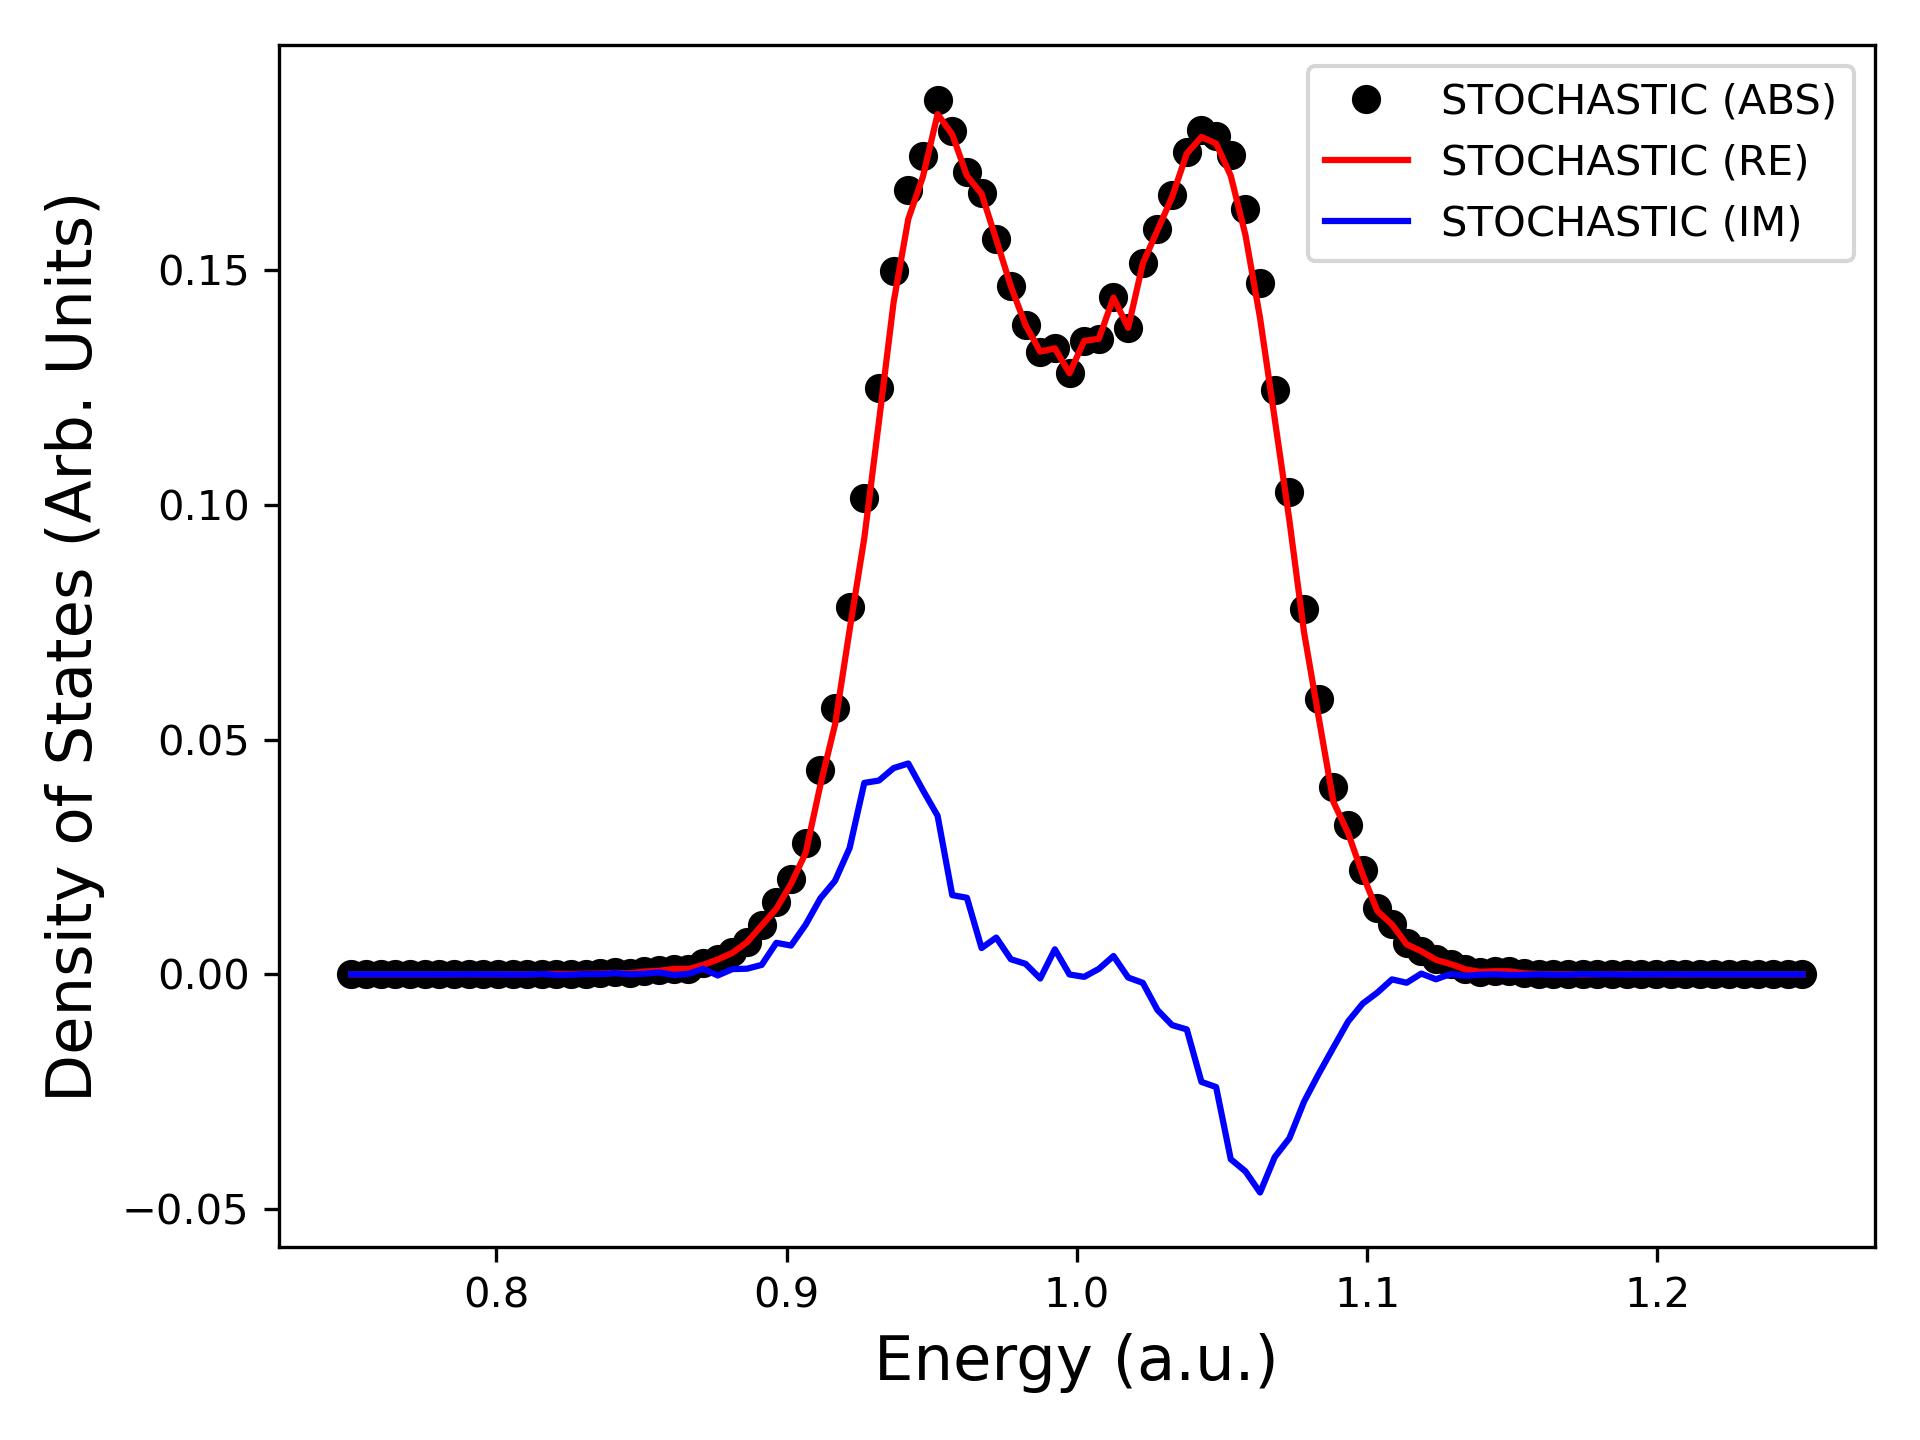 STOCHASTIC (ABS)
STOCHASTIC (RE)
STOCHASTIC (IM)
Density of States (Arb. Units)
0.15
0.10
0.05
0.00
−0.05
0.8 0.9 1.0 1.1 1.2
Energy (a.u.)